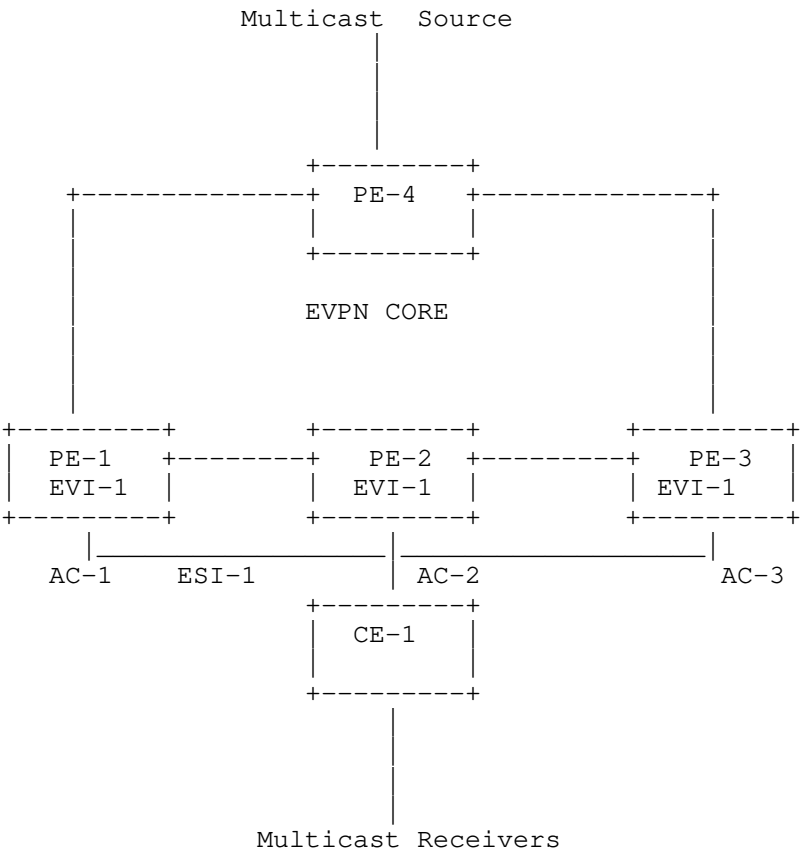 Multicast  Source
PE-4
EVPN CORE
PE-1 PE-2 PE-3
EVI-1 EVI-1 EVI-1
AC-1 ESI-1 AC-2 AC-3
CE-1
Multicast Receivers